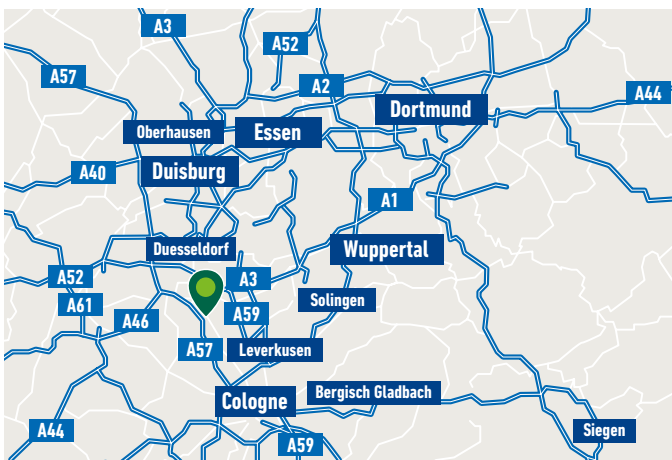 A3
A52
A57
A2
A44
Dortmund
Oberhausen
Essen
Duisburg
A40
A1
Duesseldorf
Wuppertal
A52
A3
Solingen
A61
A59
A46
A57
Leverkusen
Bergisch Gladbach
Cologne
A44
A59
Siegen